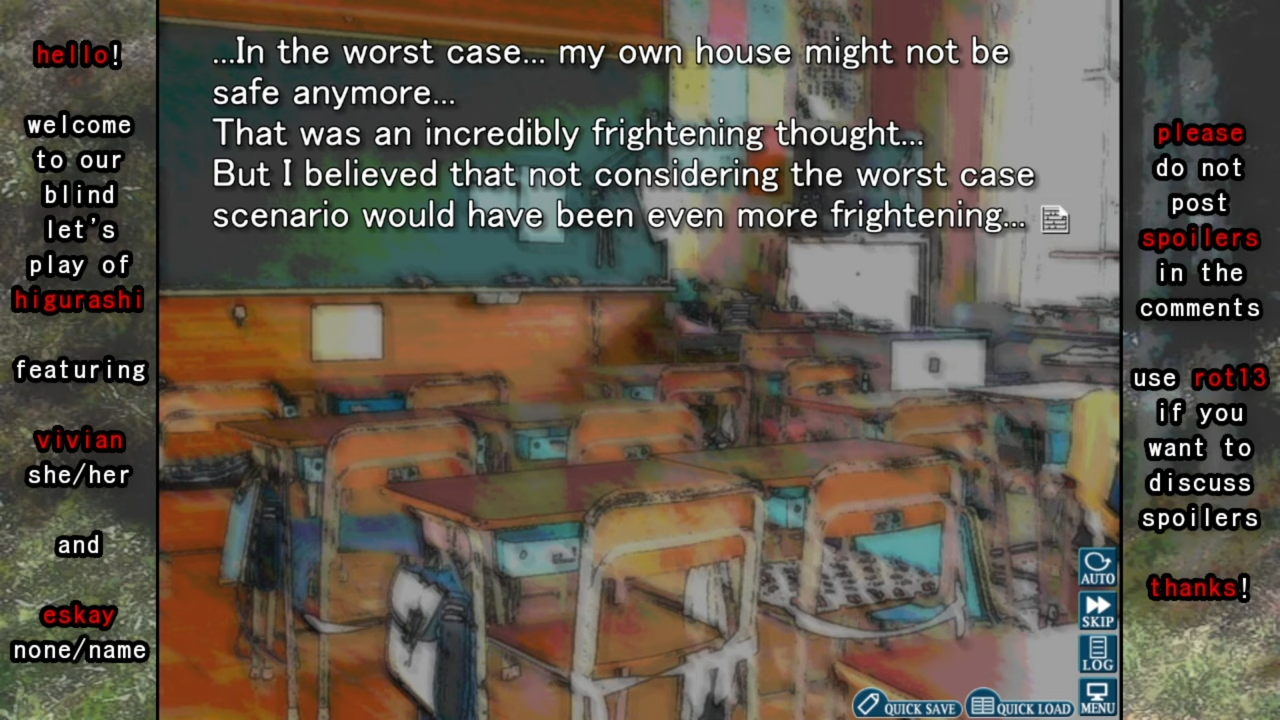 hello!
welcome
to our
blind
let's
play of
higurashi
featuring
vivian
she/her
and
eskay
none/name
...In the worst case... my own house might not be
safe anymore...
That was an incredibly frightening thought...
But I believed that not considering the worst case
scenario would have been even more frightening...
AUTO
SKIP
LOG
MENU
QUICK SAVE
QUICK LOAD
please
do not
post
spoilers
in the
comments
use rot13
if you
want to
discuss
spoilers
thanks!